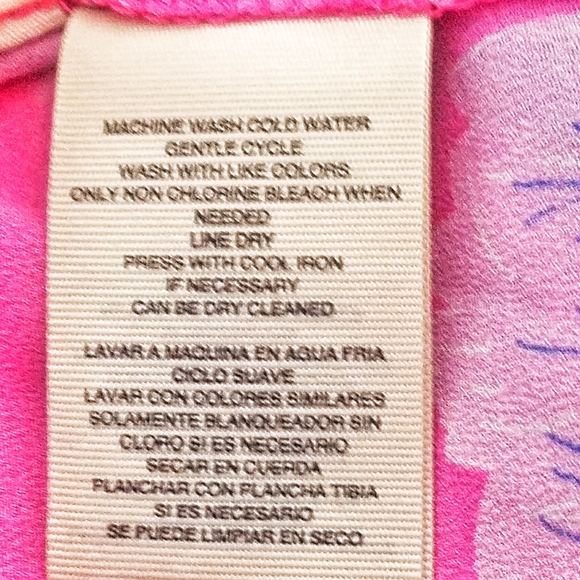 MACHINE WASH COLD WATER
GENTLE CYCLE
WASH WITH LIKE COLORS
ONLY NON CHLORINE BLEACH WHEN
NEEDED
LINE DRY
PRESS WITH COOL IRON
IF NECESSARY
CAN BE DRY CLEANED
LAVAR A MAQUINA EN AGUA FRIA
CICLO SUAVE
LAVAR CON COLORES SIMILARES
SOLAMENTE BLANQUEADOR SIN
CLORO SI ES NECESARIO
SECAR EN CUERDA
PLANCHAR CON PLANCHA TIBIA
SI ES NECESARIO
SE PUEDE LIMPIAR EN SECO